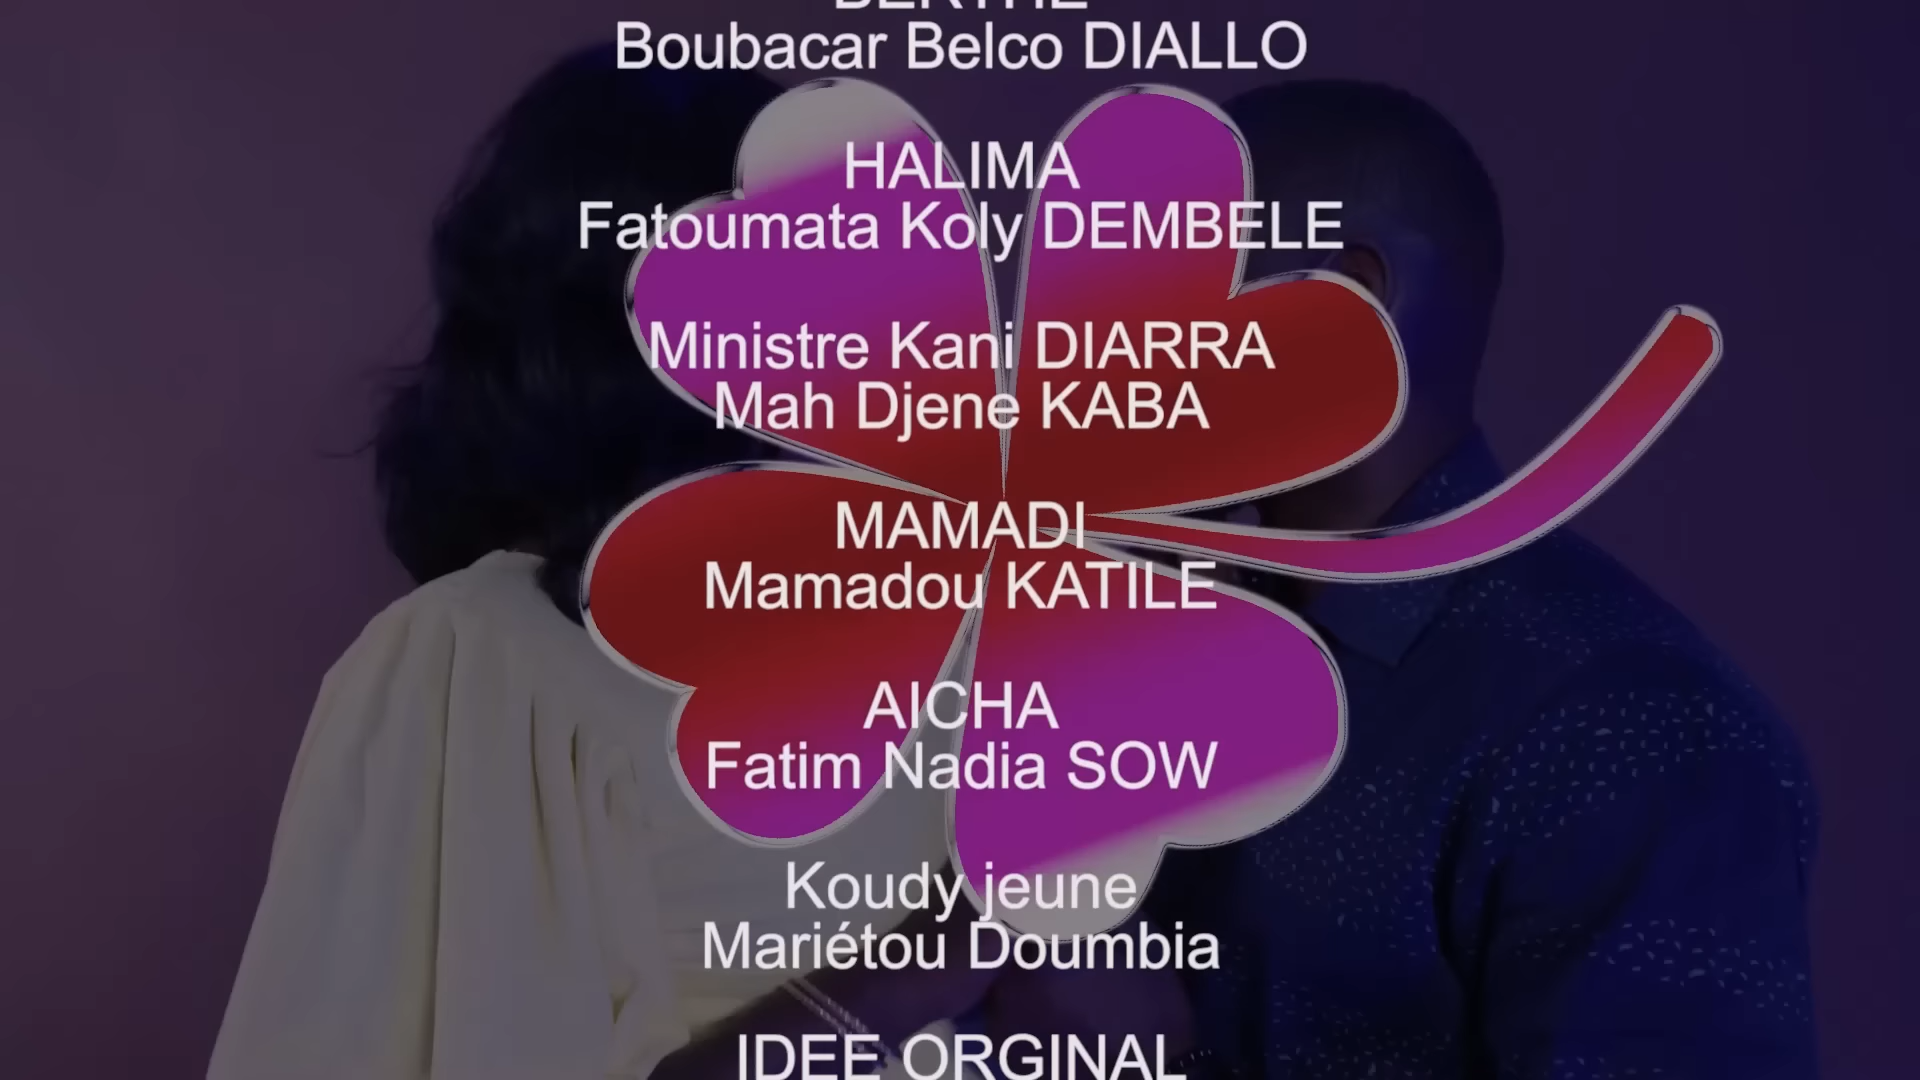 BERTHE
Boubacar Belco DIALLO
HALIMA
Fatoumata Koly DEMBELE
Ministre Kani DIARRA
Mah Djene KABA
MAMADI
Mamadou KATILE
AICHA
Fatim Nadia SOW
Koudy jeune
Mariétou Doumbia
IDEE ORGINAL